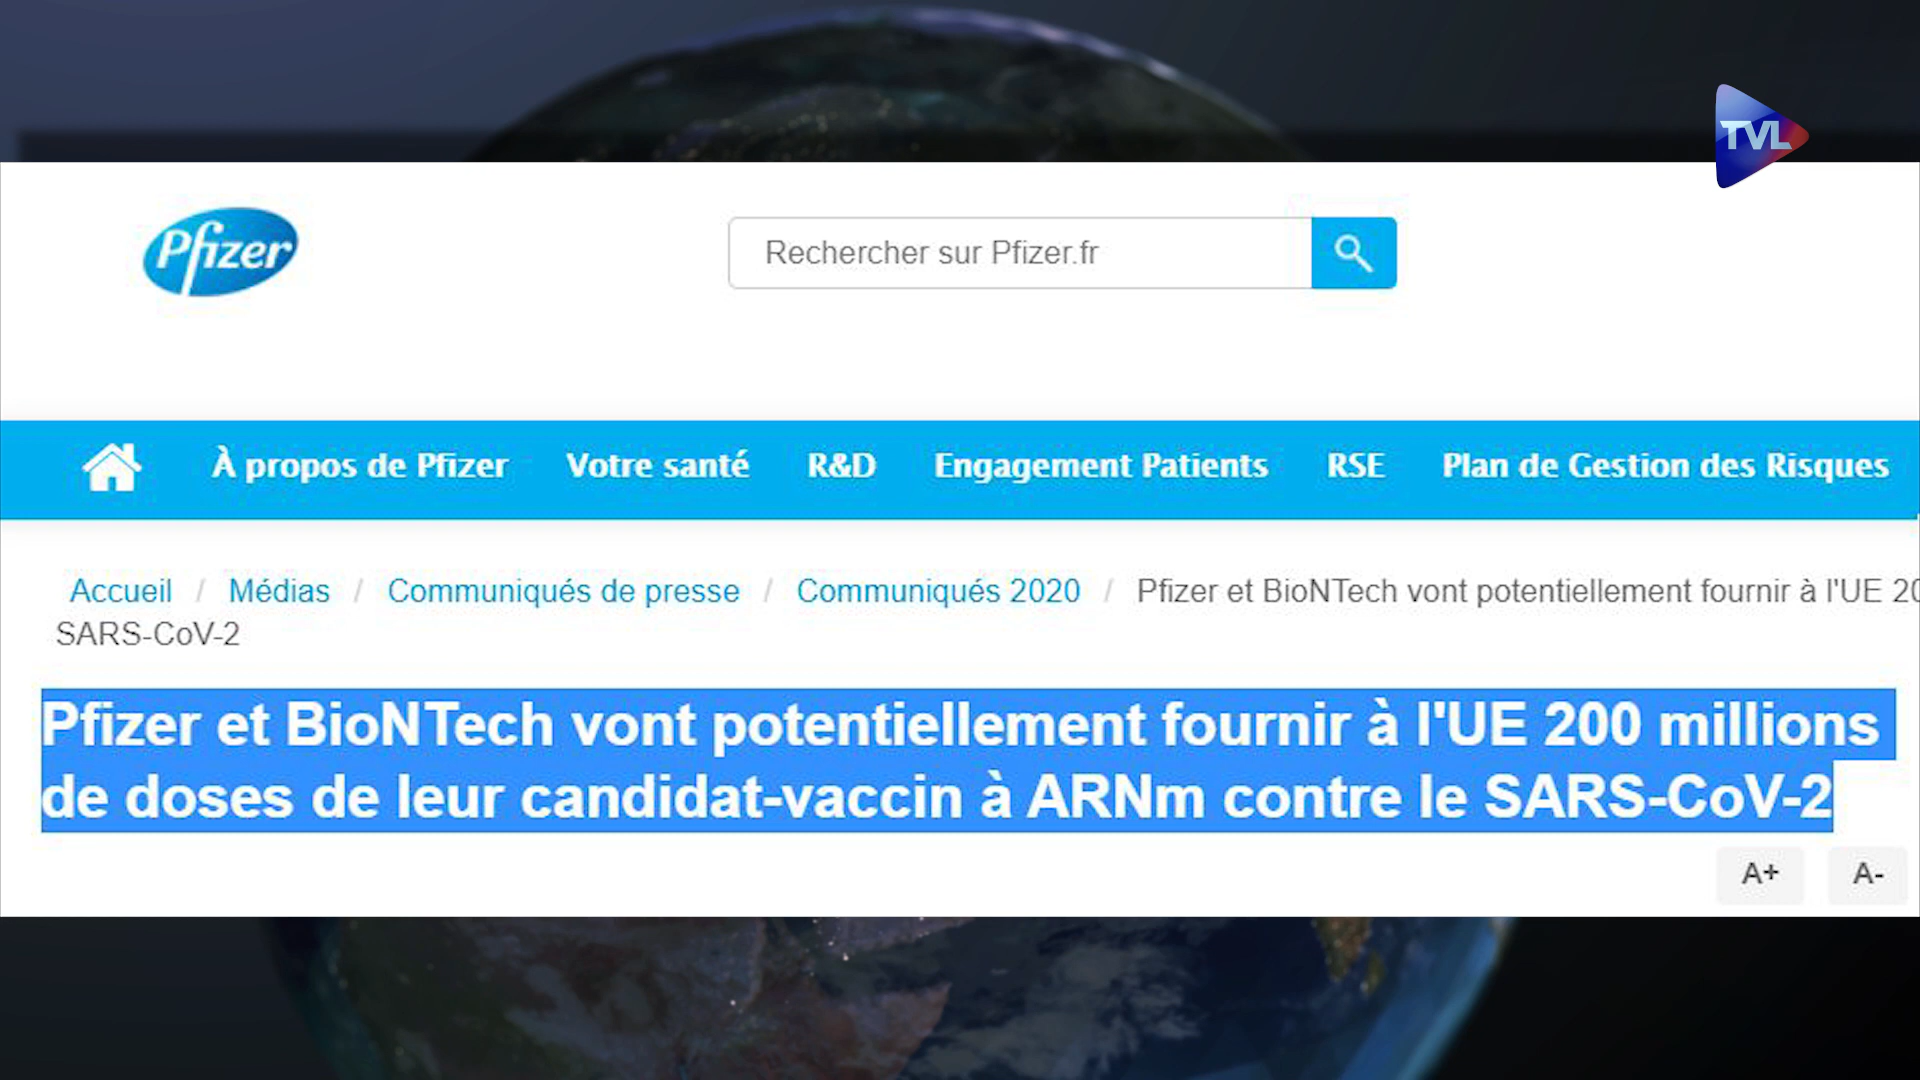 TVL
Pfizer
Rechercher sur Pfizer.fr
À propos de Pfizer Votre santé R&D Engagement Patients RSE Plan de Gestion des Risques
Accueil / Médias / Communiqués de presse / Communiqués 2020 / Pfizer et BioNTech vont potentiellement fournir à l'UE 20
SARS-CoV-2
Pfizer et BioNTech vont potentiellement fournir à l'UE 200 millions
de doses de leur candidat-vaccin à ARNm contre le SARS-CoV-2
A+ A-